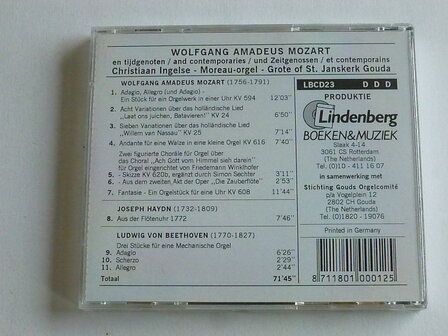 WOLFGANG AMADEUS MOZART
en tijdgenoten / and contemporaries / und Zeitgenossen / et contemporains
Christiaan Ingelse - Moreau-orgel - Grote of St. Janskerk Gouda
WOLFGANG AMADEUS MOZART (1756-1791)
1. Adagio, Allegro (und Adagio) -
Ein Stück für ein Orgelwerk in einer Uhr KV 594 12'03"
2. Acht Variationen über das holländische Lied
„Laat ons juichen, Batavieren!" KV 24 6'50"
3. Sieben Variationen über das holländische Lied
„Willem van Nassau" KV 25 7'14"
4. Andante für eine Walze in eine kleine Orgel KV 616 7'40"
Zwei figurierte Choräle für Orgel über
das Choral „Ach Gott vom Himmel sieh darein"
für Orgel eingerichtet von Friedemann Winklhofer
5. - Skizze KV 620b, ergänzt durch Simon Sechter 3'11"
6. - Aus dem zweiten Akt der Oper „Die Zauberflöte" 2'53"
7. Fantasie - Ein Orgelstück für eine Uhr KV 608 11'44"
JOSEPH HAYDN (1732-1809)
8. Aus der Flötenuhr 1772 7'46"
LUDWIG VON BEETHOVEN (1770-1827)
Drei Stücke für eine Mechanische Orgel
9. Adagio 6'26"
10. Scherzo 2'29"
11. Allegro 2'44"
Totaal 71'45"
LBCD23 D D D
PRODUKTIE
Lindenberg
BOEKEN&MUZIEK
Slaak 4-14
3061 CS Rotterdam
(The Netherlands)
Tel. (0)10 - 411 16 07
in samenwerking met
Stichting Gouds Orgelcomité
p/a Vogelplein 12
2802 CH Gouda
(The Netherlands)
Tel. (0)1820 - 19076
Printed in Germany
8 711801 000125